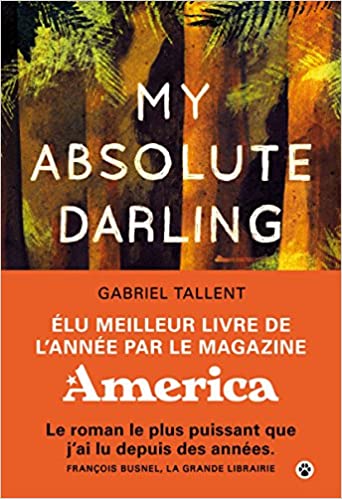 MY
ABSOLUTE
DARLING
GABRIEL TALLENT
ÉLU MEILLEUR LIVRE DE
L'ANNÉE PAR LE MAGAZINE
America
Le roman le plus puissant que
j'ai lu depuis des années.
FRANÇOIS BUSNEL, LA GRANDE LIBRAIRIE